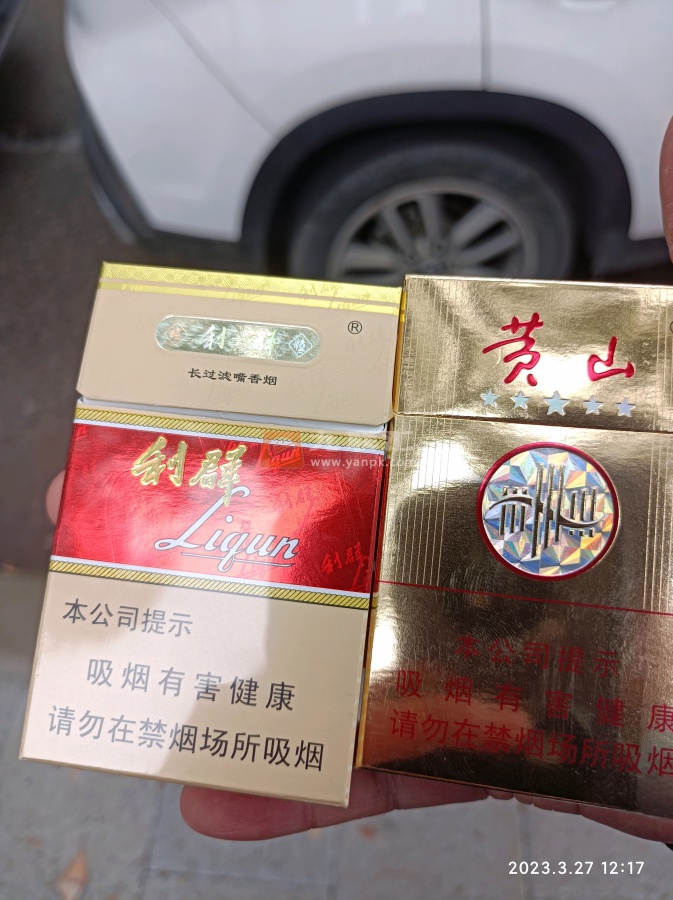 利群
®
长过滤嘴香烟
利群
Liqun
利群
本公司提示
吸烟有害健康
请勿在禁烟场所吸烟
黄山
本公司提示
吸烟有害健康
请勿在禁烟场所吸烟
www.yanpk.com
2023.3.27 12:17